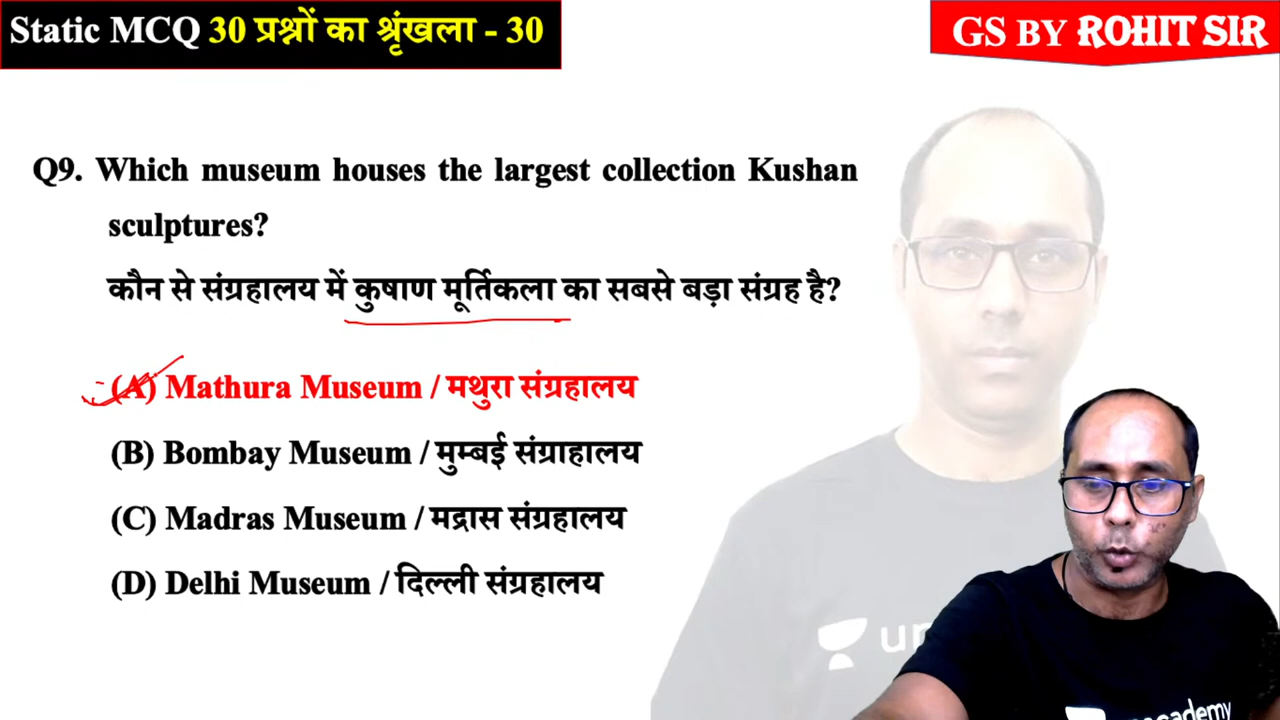 Static MCQ 30 प्रश्नों का श्रृंखला - 30
GS BY ROHIT SIR
Q9. Which museum houses the largest collection Kushan
sculptures?
कौन से संग्रहालय में कुषाण मूर्तिकला का सबसे बड़ा संग्रह है?
(A) Mathura Museum / मथुरा संग्रहालय
(B) Bombay Museum / मुम्बई संग्राहालय
(C) Madras Museum / मद्रास संग्रहालय
(D) Delhi Museum / दिल्ली संग्रहालय